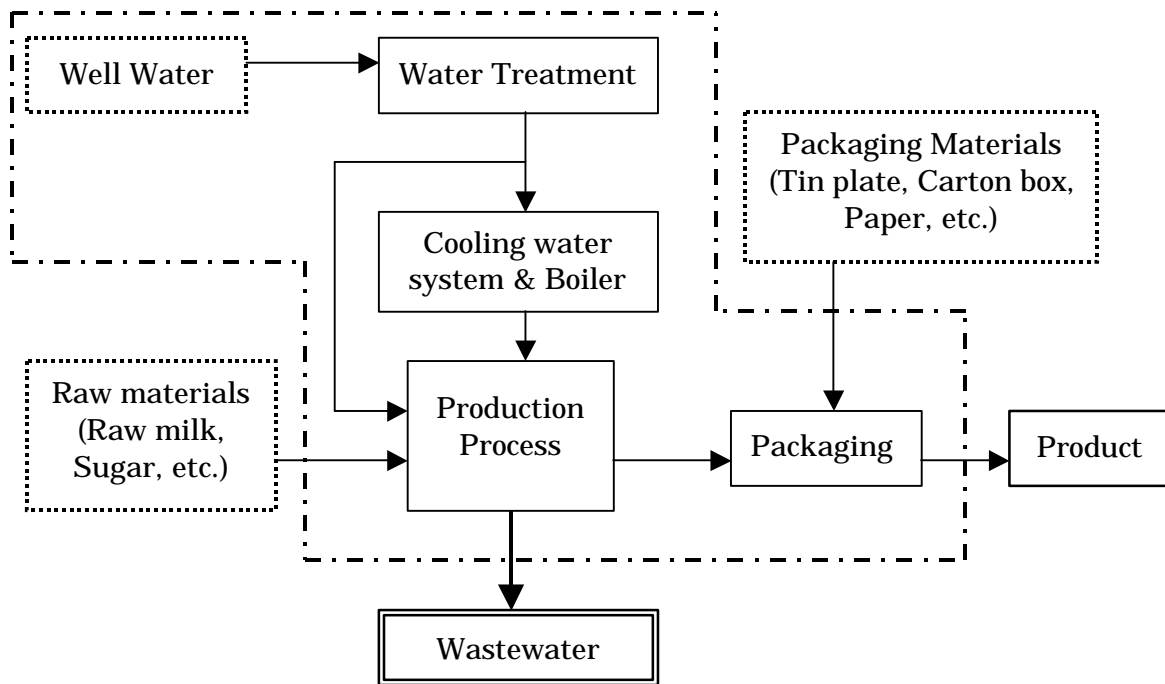 Well Water
Water Treatment
Packaging Materials
(Tin plate, Carton box,
Paper, etc.)
Cooling water
system & Boiler
Raw materials
(Raw milk,
Sugar, etc.)
Production
Process
Packaging
Product
Wastewater